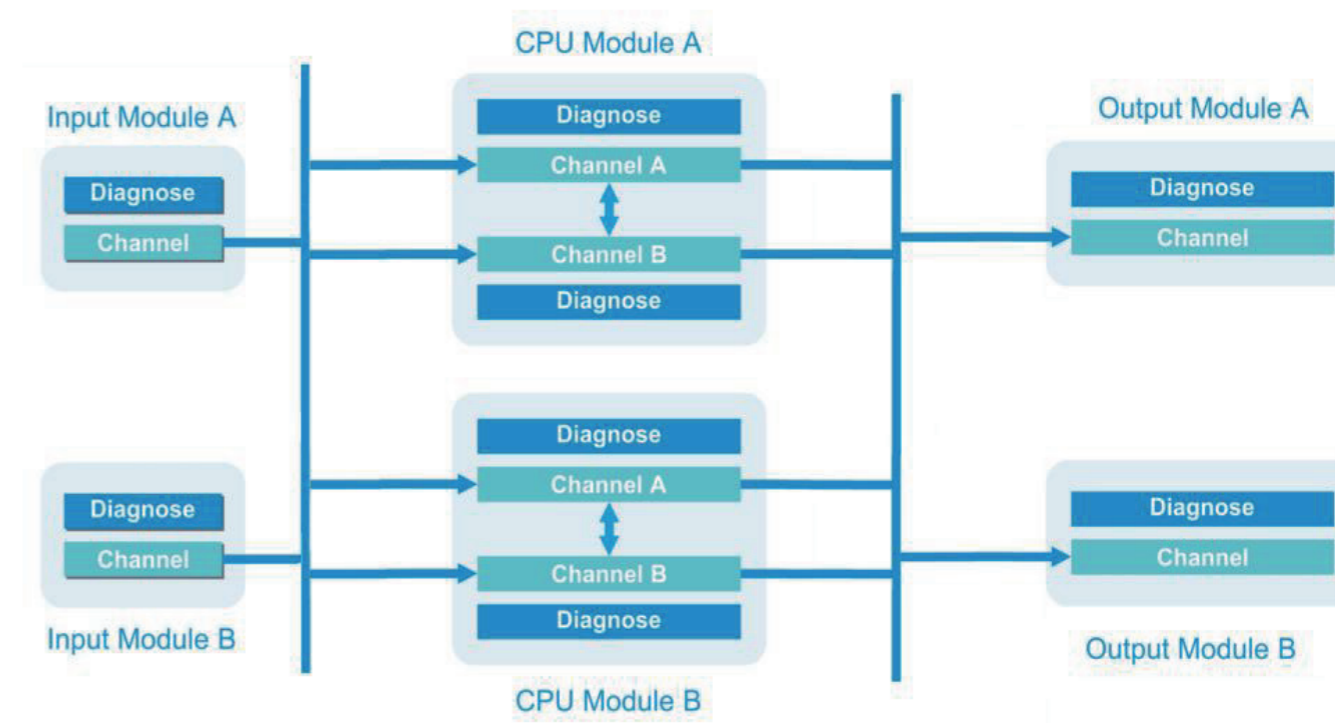 CPU Module A
Input Module A
Diagnose
Channel
Diagnose
Channel A
Channel B
Diagnose
Output Module A
Diagnose
Channel
Diagnose
Channel
Input Module B
Diagnose
Channel A
Channel B
Diagnose
CPU Module B
Diagnose
Channel
Output Module B